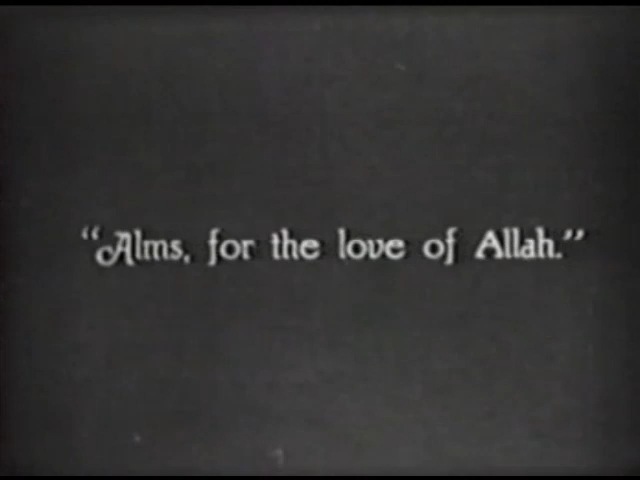 “Alms, for the love of Allah.”